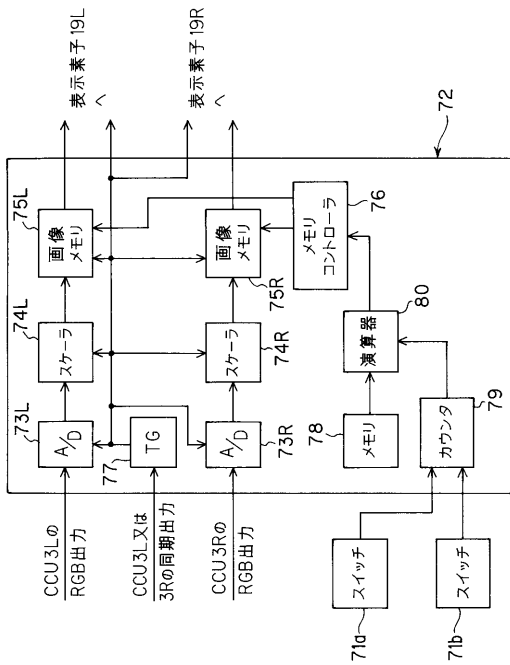 表示素子19L
へ
表示素子19R
へ
72
75L
画像
メモリ
画像
メモリ
75R
メモリ
コントローラ
76
74L
スケーラ
スケーラ
74R
演算器
80
73L
A/D
77
TG
A/D
73R
78
メモリ
カウンタ
79
CCU3Lの
RGB出力
CCU3L又は
3Rの同期出力
CCU3Rの
RGB出力
スイッチ
71a
スイッチ
71b